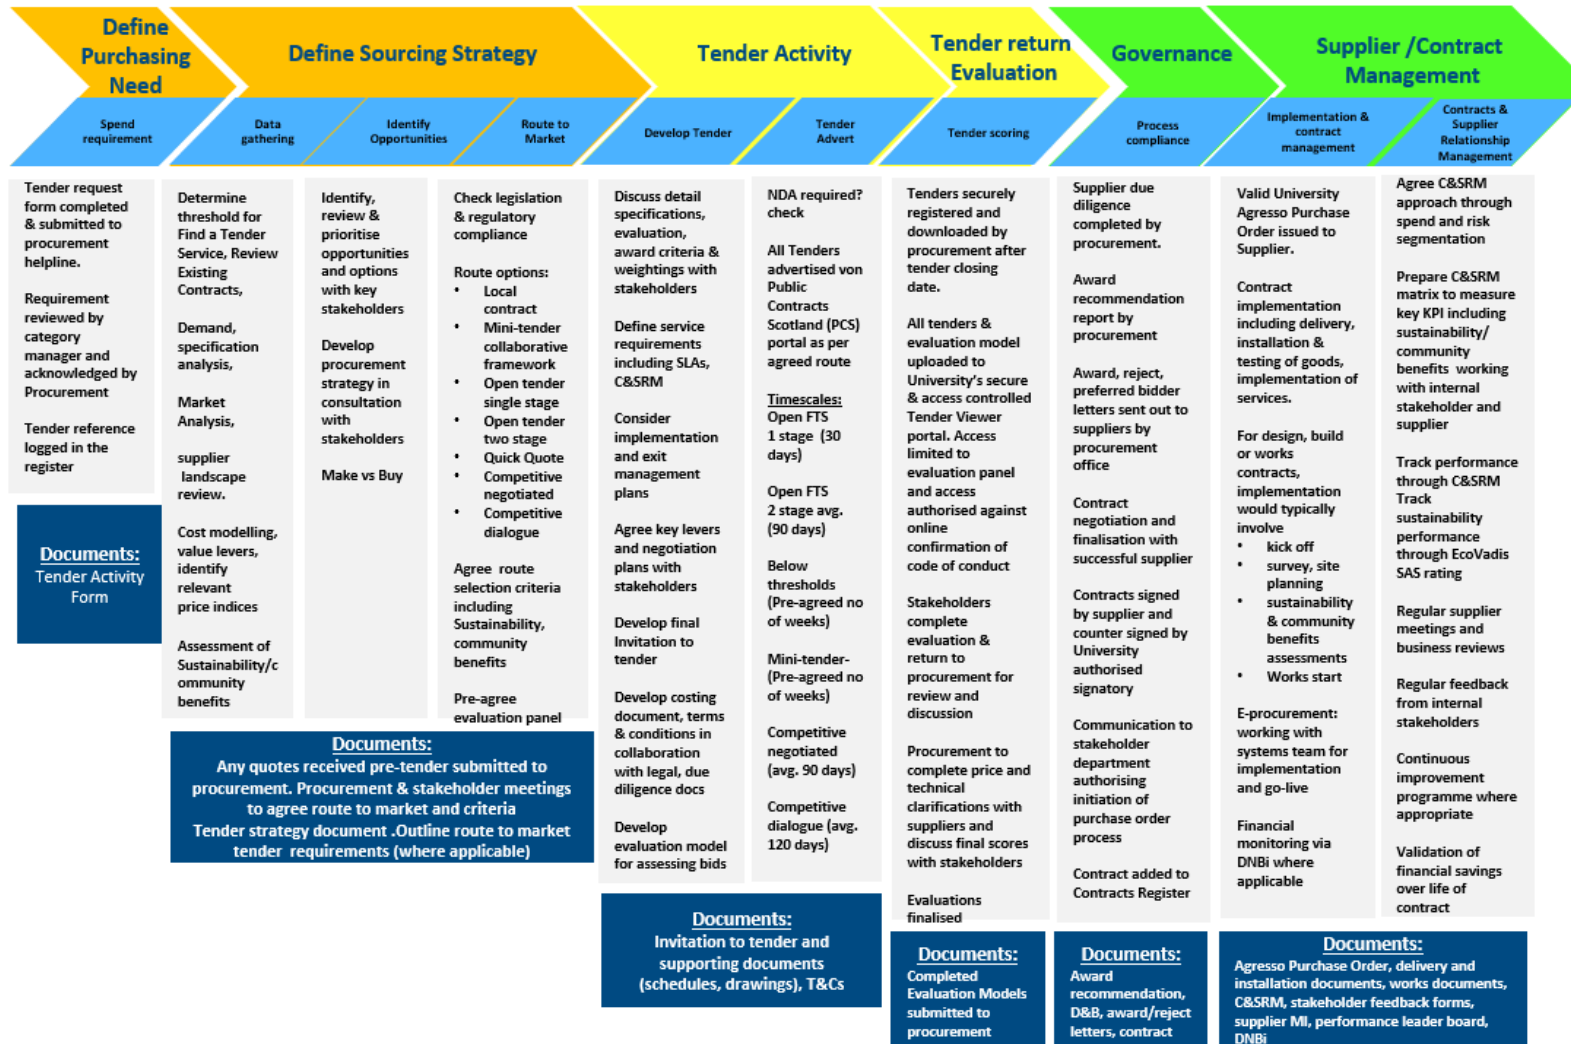 Define
Purchasing
Need
Define Sourcing Strategy
Tender Activity
Tender return
Evaluation
Governance
Supplier /Contract
Management
Spend
requirement
Data
gathering
Identify
Opportunities
Route to
Market
Develop Tender
Tender
Advert
Tender scoring
Process
compliance
Implementation &
contract
management
Contracts &
Supplier
Relationship
Management
Tender request
form completed
& submitted to
procurement
helpline.
Requirement
reviewed by
category
manager and
acknowledged by
Procurement
Tender reference
logged in the
register
Documents:
Tender Activity
Form
Determine
threshold for
Find a Tender
Service, Review
Existing
Contracts,
Demand,
specification
analysis,
Market
Analysis,
supplier
landscape
review.
Cost modelling,
value levers,
identify
relevant
price indices
Assessment of
Sustainability/c
ommunity
benefits
Identify,
review &
prioritise
opportunities
and options
with key
stakeholders
Develop
procurement
strategy in
consultation
with
stakeholders
Make vs Buy
Check legislation
& regulatory
compliance
Route options:
• Local
contract
• Mini-tender
collaborative
framework
• Open tender
single stage
• Open tender
two stage
• Quick Quote
• Competitive
negotiated
• Competitive
dialogue
Agree route
selection criteria
including
Sustainability,
community
benefits
Pre-agree
evaluation panel
Documents:
Any quotes received pre-tender submitted to
procurement. Procurement & stakeholder meetings
to agree route to market and criteria
Tender strategy document .Outline route to market
tender requirements (where applicable)
Discuss detail
specifications,
evaluation,
award criteria &
weightings with
stakeholders
Define service
requirements
including SLAs,
C&SRM
Consider
implementation
and exit
management
plans
Agree key levers
and negotiation
plans with
stakeholders
Develop final
Invitation to
tender
Develop costing
document, terms
& conditions in
collaboration
with legal, due
diligence docs
Develop
evaluation model
for assessing bids
NDA required?
check
All Tenders
advertised von
Public
Contracts
Scotland (PCS)
portal as per
agreed route
Timescales:
Open FTS
1 stage (30
days)
Open FTS
2 stage avg.
(90 days)
Below
thresholds
(Pre-agreed no
of weeks)
Mini-tender-
(Pre-agreed no
of weeks)
Competitive
negotiated
(avg. 90 days)
Competitive
dialogue (avg.
120 days)
Documents:
Invitation to tender and
supporting documents
(schedules, drawings), T&Cs
Tenders securely
registered and
downloaded by
procurement after
tender closing
date.
All tenders &
evaluation model
uploaded to
University's secure
& access controlled
Tender Viewer
portal. Access
limited to
evaluation panel
and access
authorised against
online
confirmation of
code of conduct
Stakeholders
complete
evaluation &
return to
procurement for
review and
discussion
Procurement to
complete price and
technical
clarifications with
suppliers and
discuss final scores
with stakeholders
Evaluations
finalised
Documents:
Completed
Evaluation Models
submitted to
procurement
Supplier due
diligence
completed by
procurement.
Award
recommendation
report by
procurement
Award, reject,
preferred bidder
letters sent out to
suppliers by
procurement
office
Contract
negotiation and
finalisation with
successful supplier
Contracts signed
by supplier and
counter signed by
University
authorised
signatory
Communication to
stakeholder
department
authorising
initiation of
purchase order
process
Contract added to
Contracts Register
Documents:
Award
recommendation,
D&B, award/reject
letters, contract
Valid University
Agresso Purchase
Order issued to
Supplier.
Contract
implementation
including delivery,
installation &
testing of goods,
implementation of
services.
For design, build
or works
contracts,
implementation
would typically
involve
• kick off
• survey, site
planning
• sustainability
& community
benefits
assessments
• Works start
E-procurement:
working with
systems team for
implementation
and go-live
Financial
monitoring via
DNBi where
applicable
Agree C&SRM
approach through
spend and risk
segmentation
Prepare C&SRM
matrix to measure
key KPI including
sustainability/
community
benefits working
with internal
stakeholder and
supplier
Track performance
through C&SRM
Track
sustainability
performance
through EcoVadis
SAS rating
Regular supplier
meetings and
business reviews
Regular feedback
from internal
stakeholders
Continuous
improvement
programme where
appropriate
Validation of
financial savings
over life of
contract
Documents:
Agresso Purchase Order, delivery and
installation documents, works documents,
C&SRM, stakeholder feedback forms,
supplier MI, performance leader board,
DNBi